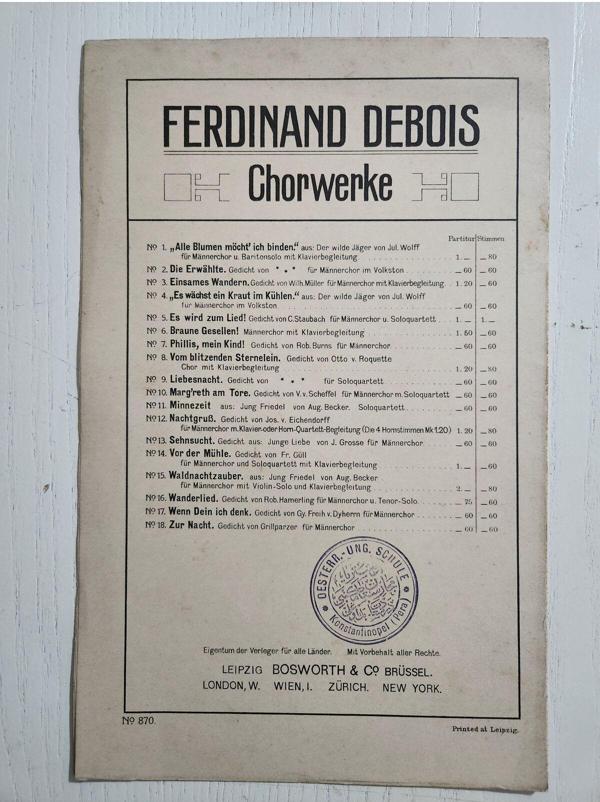 FERDINAND DEBOIS
Chorwerke
Partitur Stimmen
No 1. „Alle Blumen möcht' ich binden." aus: Der wilde Jäger von Jul. Wolff
für Männerchor u. Baritonsolo mit Klavierbegleitung 1. — — 80
No 2. Die Erwählte. Gedicht von * * * für Männerchor im Volkston — 60 — 60
No 3. Einsames Wandern. Gedicht von Wilh. Müller für Männerchor mit Klavierbegleitung. 1. 20 — 60
No 4. „Es wächst ein Kraut im Kühlen." aus: Der wilde Jäger von Jul. Wolff
für Männerchor im Volkston — 60 — 60
No 5. Es wird zum Lied! Gedicht von C. Staubach für Männerchor u. Soloquartett. 1. — 1. —
No 6. Braune Gesellen! Männerchor mit Klavierbegleitung 1. 50 — 60
No 7. Phillis, mein Kind! Gedicht von Rob. Burns für Männerchor — 60 — 60
No 8. Vom blitzenden Sternelein. Gedicht von Otto v. Roquette
Chor mit Klavierbegleitung 1. 20 — 80
No 9. Liebesnacht. Gedicht von * * * für Soloquartett — 60 — 60
No 10. Marg'reth am Tore. Gedicht von V. v. Scheffel für Männerchor m. Soloquartett — 60 — 60
No 11. Minnezeit aus: Jung Friedel von Aug. Becker. Soloquartett — 60 — 60
No 12. Nachtgruß. Gedicht von Jos. v. Eichendorff
für Männerchor m. Klavier- oder Horn-Quartett-Begleitung (Die 4 Hornstimmen Mk 1.20) 1. 20 — 80
No 13. Sehnsucht. Gedicht aus: Junge Liebe von J. Grosse für Männerchor — 60 — 60
No 14. Vor der Mühle. Gedicht von Fr. Güll
für Männerchor und Soloquartett mit Klavierbegleitung 1. — — 60
No 15. Waldnachtzauber. aus: Jung Friedel von Aug. Becker
für Männerchor mit Violin-Solo und Klavierbegleitung 2. — — 80
No 16. Wanderlied. Gedicht von Rob. Hamerling für Männerchor u. Tenor-Solo — 75 — 60
No 17. Wenn Dein ich denk. Gedicht von Gy. Freih. v. Dyherrn für Männerchor — 60 — 60
No 18. Zur Nacht. Gedicht von Grillparzer für Männerchor — 60 — 60
OESTERR.-UNG. SCHULE
Konstantinopel (Pera)
Eigentum der Verleger für alle Länder. Mit Vorbehalt aller Rechte.
LEIPZIG BOSWORTH & Co BRÜSSEL.
LONDON, W. WIEN, I. ZÜRICH. NEW YORK.
No 870.
Printed at Leipzig.